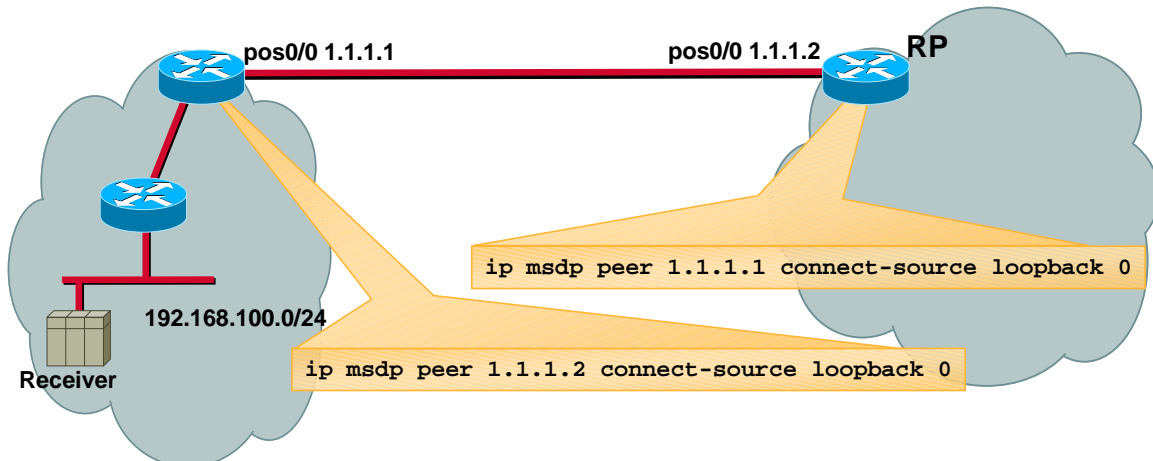 pos0/0 1.1.1.1
pos0/0 1.1.1.2
RP
ip msdp peer 1.1.1.1 connect-source loopback 0
192.168.100.0/24
ip msdp peer 1.1.1.2 connect-source loopback 0
Receiver